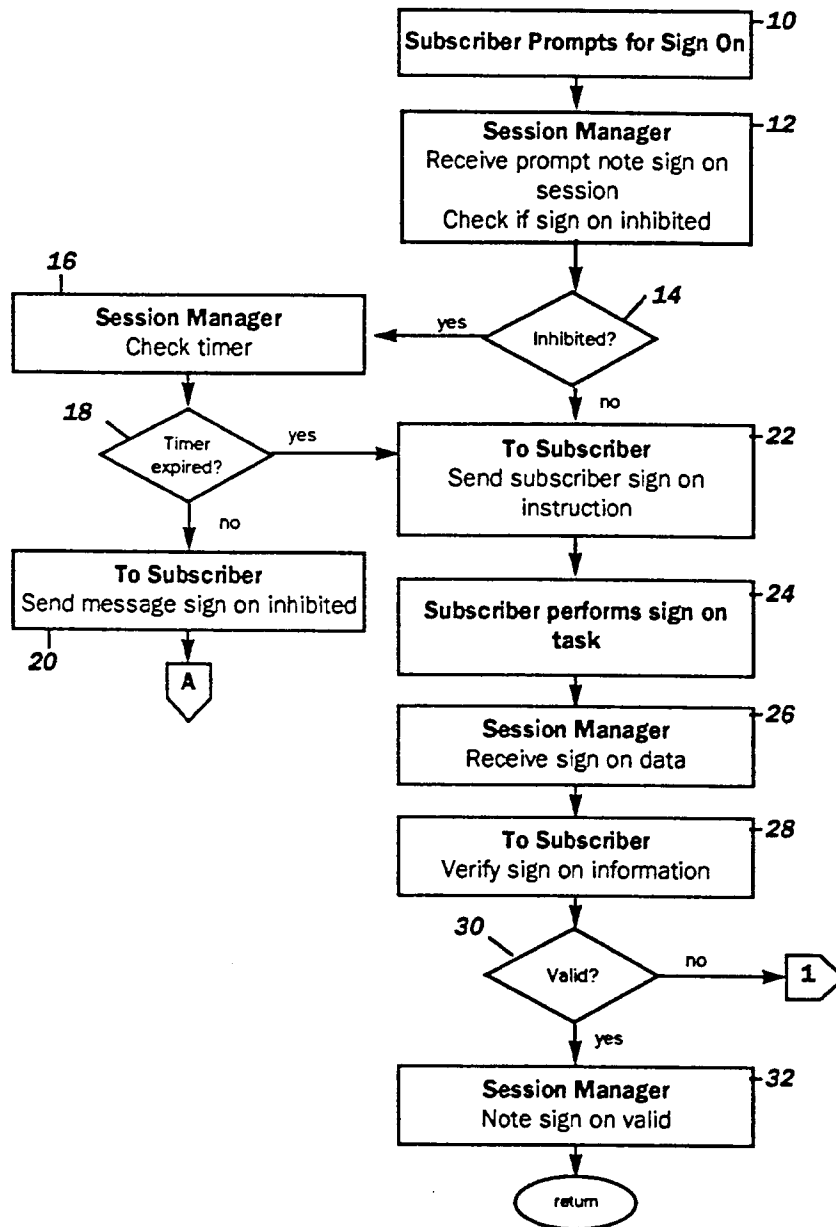 10
Subscriber Prompts for Sign On
12
Session Manager
Receive prompt note sign on
session
Check if sign on inhibited
14
Inhibited?
yes
no
16
Session Manager
Check timer
18
Timer
expired?
yes
no
To Subscriber
Send message sign on inhibited
20
A
22
To Subscriber
Send subscriber sign on
instruction
24
Subscriber performs sign on
task
26
Session Manager
Receive sign on data
28
To Subscriber
Verify sign on information
30
Valid?
no
1
yes
32
Session Manager
Note sign on valid
return